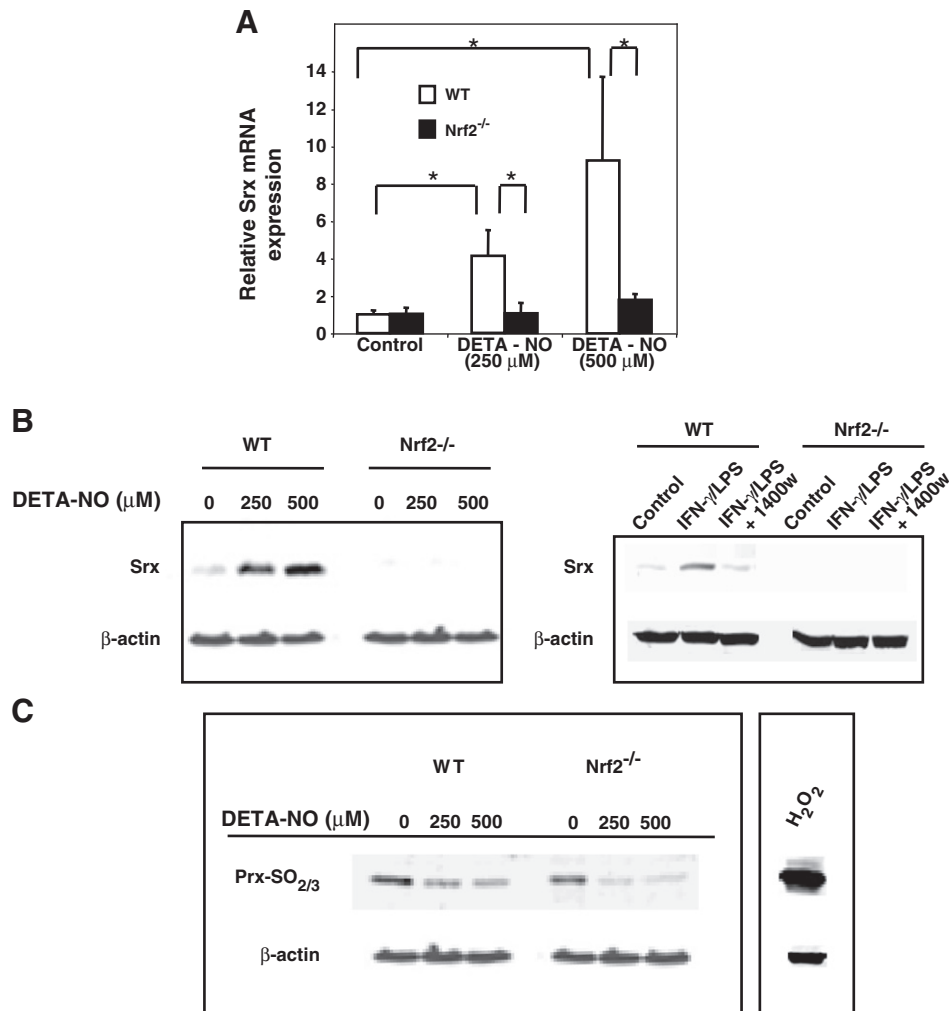 A
Relative Srx mRNA
expression
14
12
10
8
6
4
2
0
*
*
*
*
WT
Nrf2-/-
Control
DETA - NO
(250 μM)
DETA - NO
(500 μM)
B
WT
Nrf2-/-
DETA-NO (μM)
0 250 500
0 250 500
Srx
β-actin
WT
Nrf2-/-
Control
IFN-γ/LPS
IFN-γ/LPS
+ 1400w
Control
IFN-γ/LPS
IFN-γ/LPS
+ 1400w
Srx
β-actin
C
WT
Nrf2-/-
DETA-NO (μM)
0 250 500
0 250 500
Prx-SO2/3
β-actin
H2O2